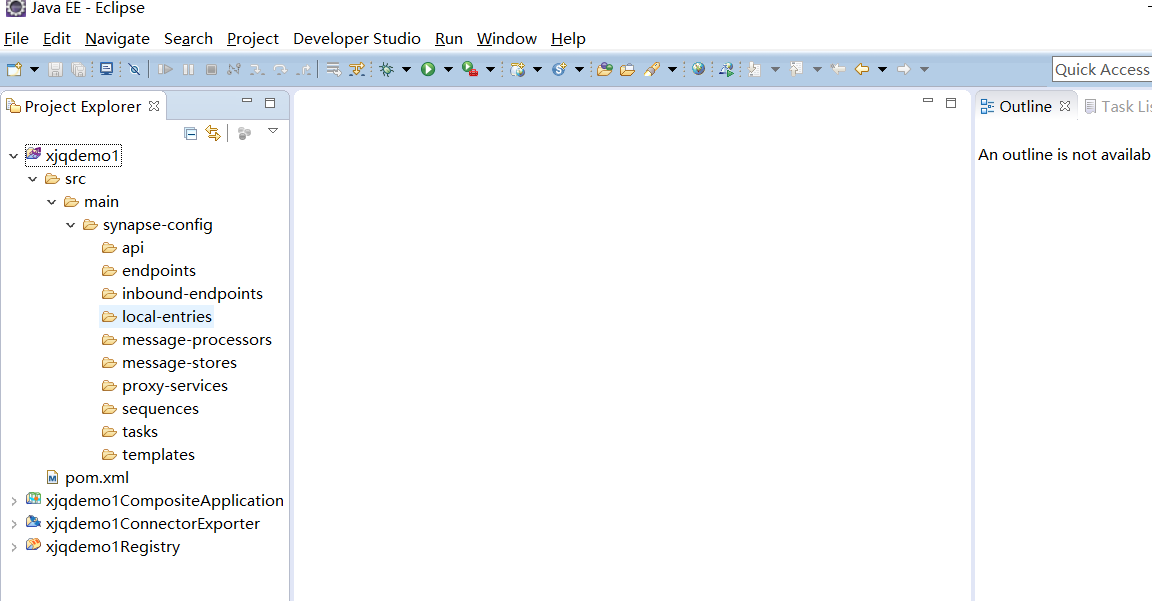 Java EE - Eclipse
File Edit Navigate Search Project Developer Studio Run Window Help
Quick Access
Project Explorer
Outline
Task Lis
An outline is not availab
xjqdemo1
src
main
synapse-config
api
endpoints
inbound-endpoints
local-entries
message-processors
message-stores
proxy-services
sequences
tasks
templates
pom.xml
xjqdemo1CompositeApplication
xjqdemo1ConnectorExporter
xjqdemo1Registry